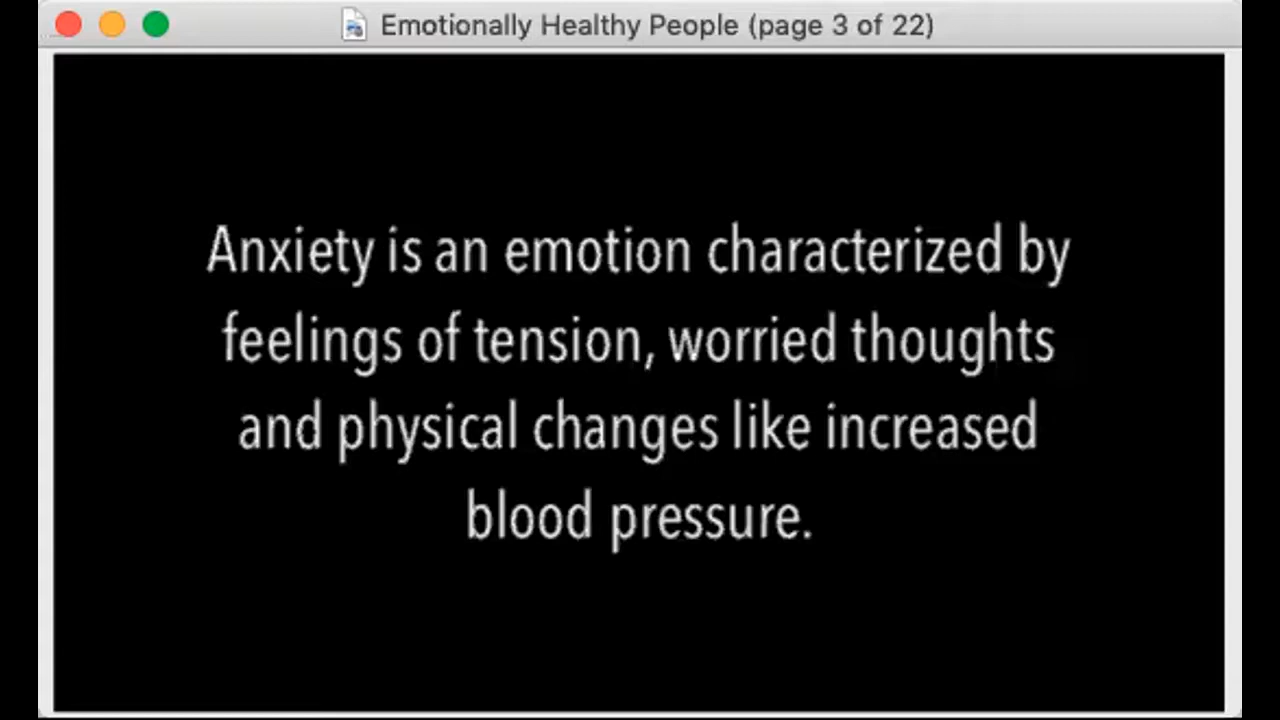 Emotionally Healthy People (page 3 of 22)
Anxiety is an emotion characterized by
feelings of tension, worried thoughts
and physical changes like increased
blood pressure.